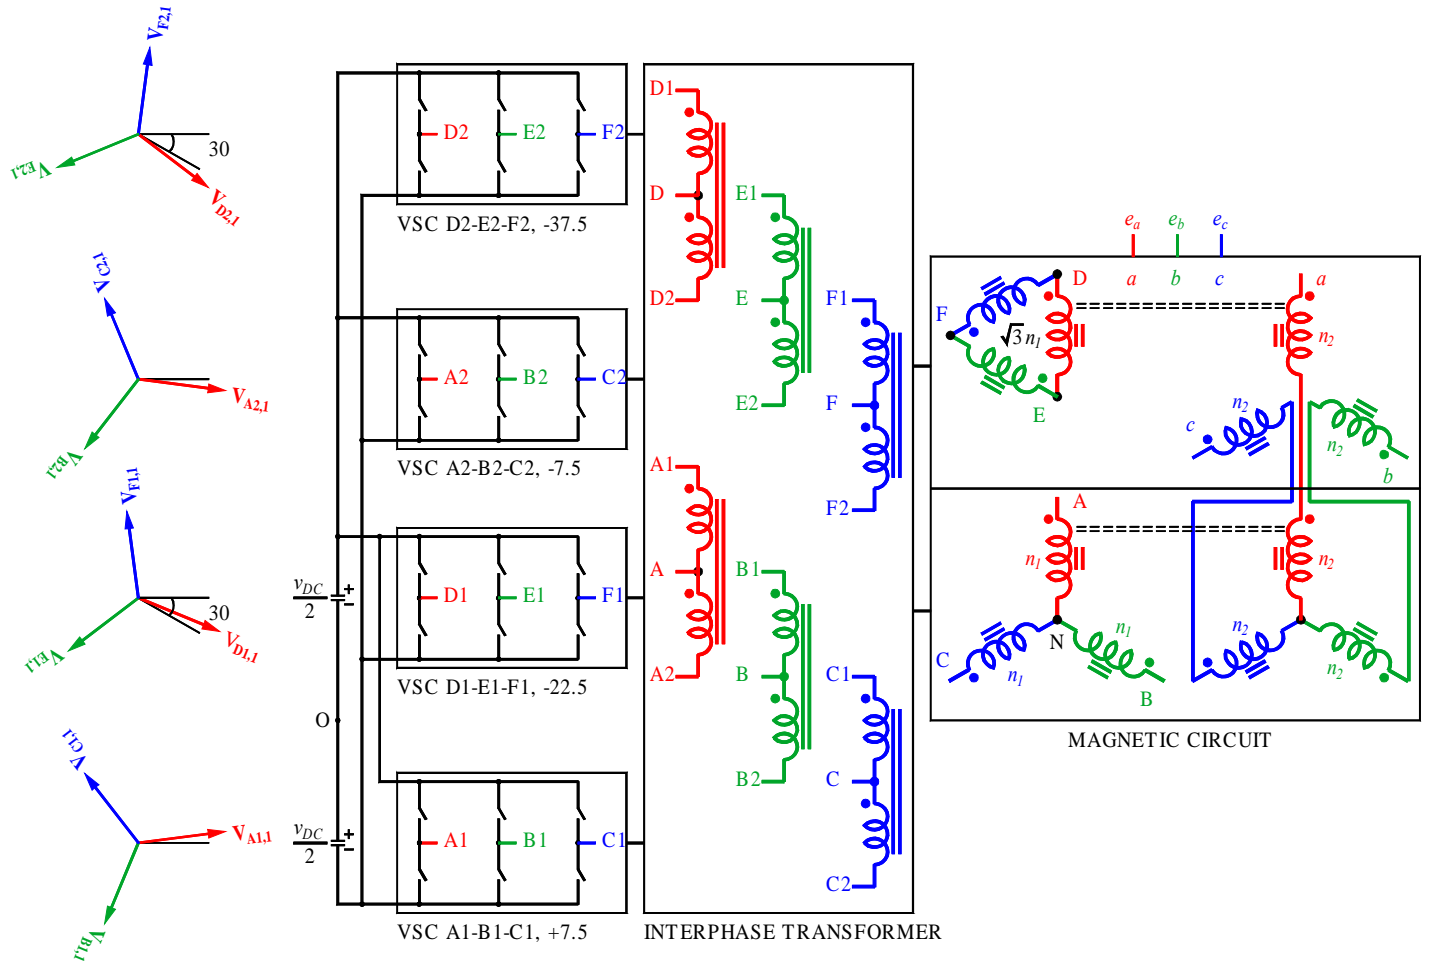 V_F2,1
30
V_E2,1
V_D2,1
D2 E2 F2
VSC D2-E2-F2, -37.5
V_C2,1
V_A2,1
V_B2,1
A2 B2 C2
VSC A2-B2-C2, -7.5
V_F1,1
30
V_E1,1
V_D1,1
v_DC
2
+
−
D1 E1 F1
VSC D1-E1-F1, -22.5
O
V_C1,1
V_A1,1
V_B1,1
v_DC
2
+
−
A1 B1 C1
VSC A1-B1-C1, +7.5
D1
D
D2
E1
E
E2
F1
F
F2
A1
A
A2
B1
B
B2
C1
C
C2
INTERPHASE TRANSFORMER
e_a e_b e_c
D a b c a
F
√3 n_1
n_2
E
c
n_2
n_2
b
A
n_1
n_2
N
n_1
n_2
C
n_1
n_2
B
MAGNETIC CIRCUIT